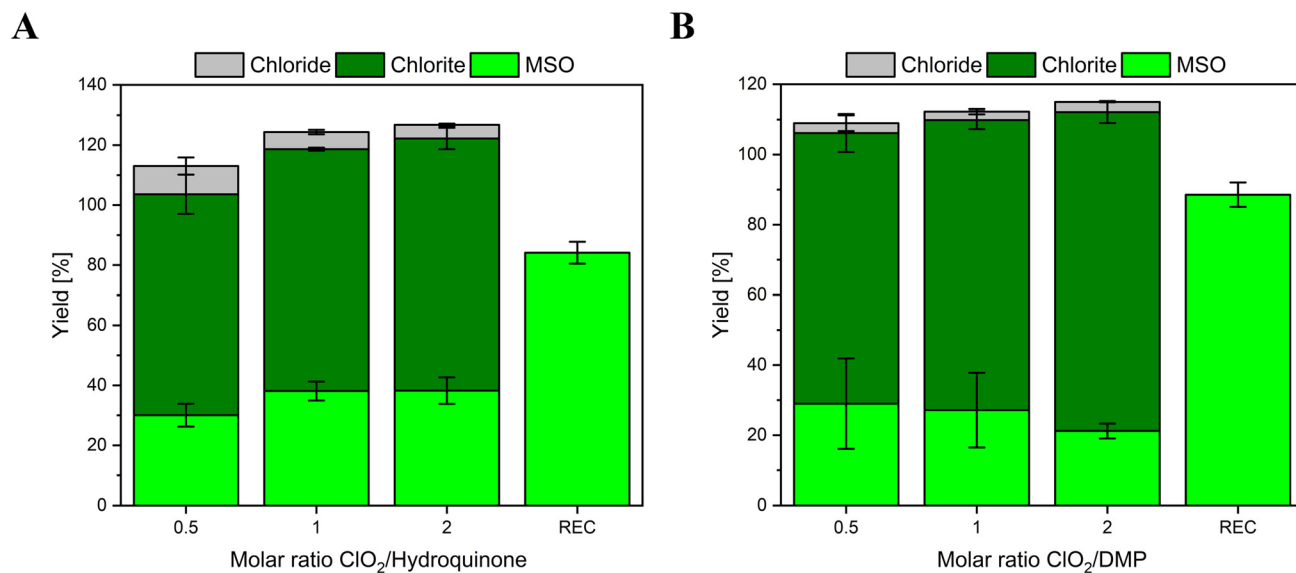 A
Chloride Chlorite MSO
140
120
100
80
60
40
20
0
Yield [%]
0.5 1 2 REC
Molar ratio ClO₂/Hydroquinone
B
Chloride Chlorite MSO
120
100
80
60
40
20
0
Yield [%]
0.5 1 2 REC
Molar ratio ClO₂/DMP